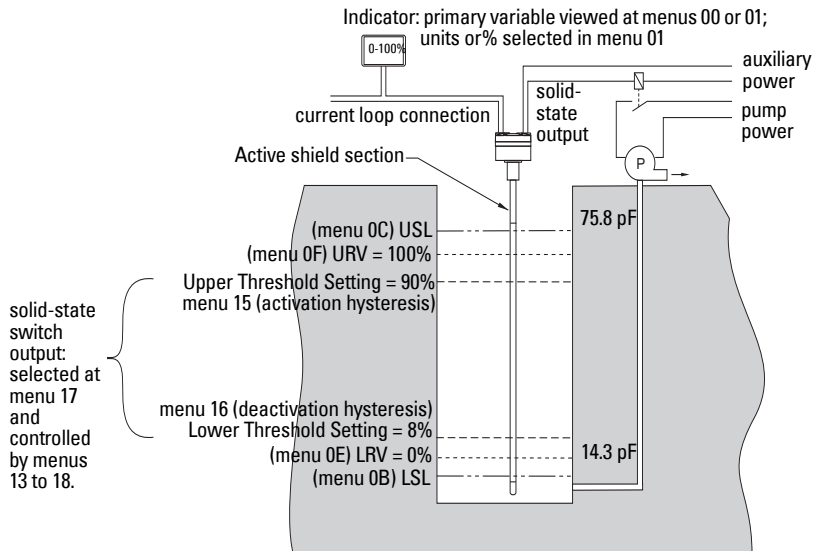 Indicator: primary variable viewed at menus 00 or 01;
units or% selected in menu 01
0-100%
auxiliary
power
solid-
state
output
current loop connection
pump
power
Active shield section
P
75.8 pF
(menu 0C) USL
(menu 0F) URV = 100%
Upper Threshold Setting = 90%
menu 15 (activation hysteresis)
solid-state
switch
output:
selected at
menu 17
and
controlled
by menus
13 to 18.
menu 16 (deactivation hysteresis)
Lower Threshold Setting = 8%
(menu 0E) LRV = 0%
14.3 pF
(menu 0B) LSL